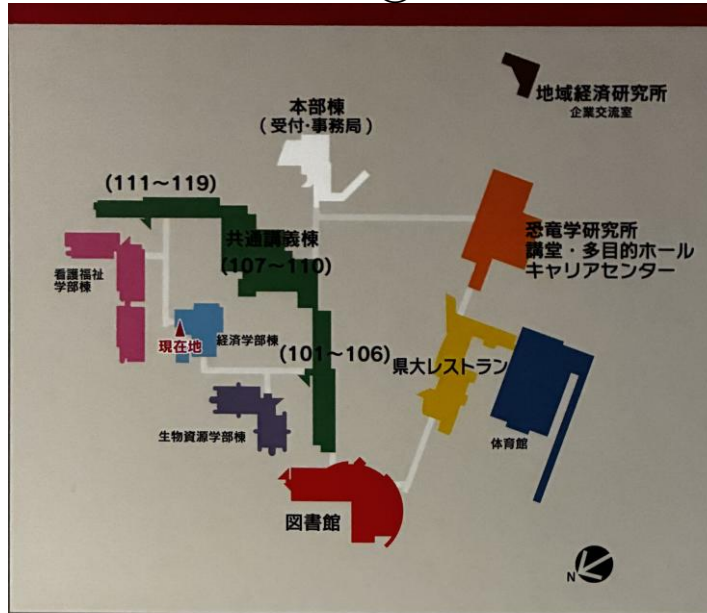 地域経済研究所
企業交流室
本部棟
(受付・事務局)
(111～119)
共通講義棟
(107～110)
恐竜学研究所
講堂・多目的ホール
キャリアセンター
看護福祉
学部棟
経済学部棟
現在地
(101～106)
県大レストラン
生物資源学部棟
体育館
図書館
N